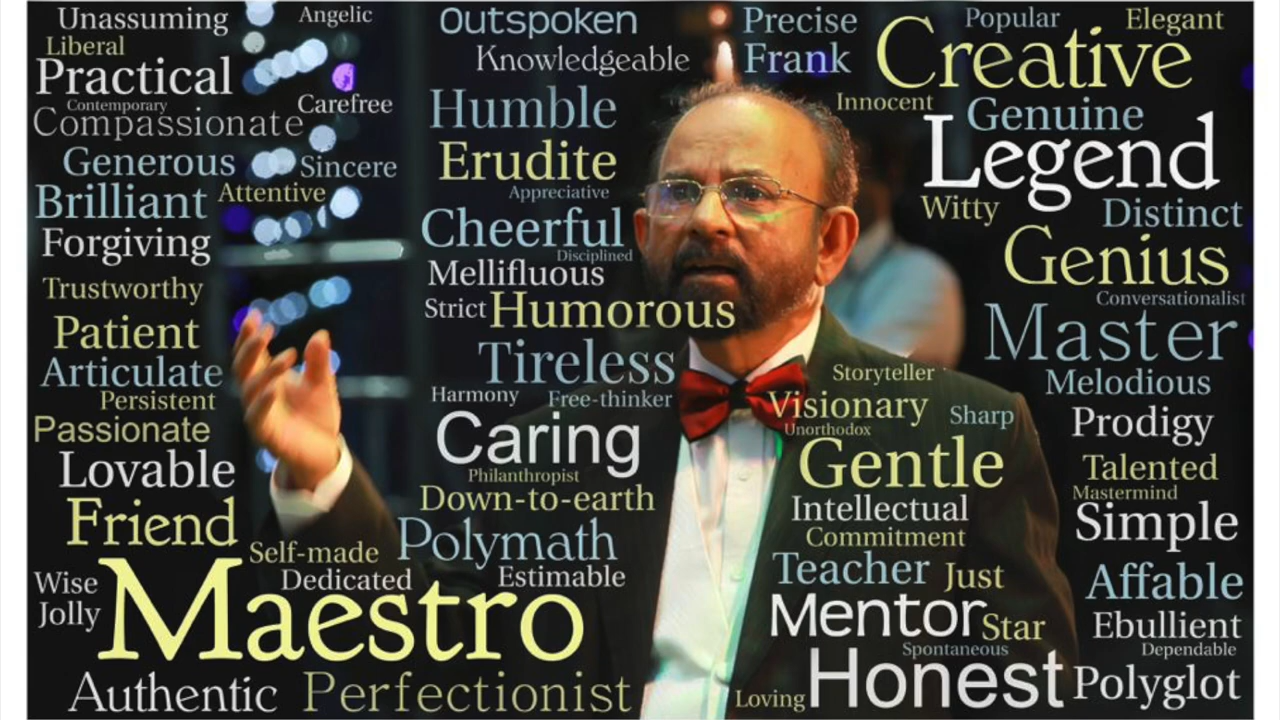 Unassuming
Angelic
Liberal
Practical
Contemporary
Carefree
Compassionate
Generous
Sincere
Attentive
Brilliant
Forgiving
Trustworthy
Patient
Articulate
Persistent
Passionate
Lovable
Friend
Self-made
Wise
Dedicated
Jolly
Maestro
Authentic
Perfectionist
Outspoken
Knowledgeable
Humble
Erudite
Appreciative
Cheerful
Disciplined
Mellifluous
Strict
Humorous
Tireless
Harmony
Free-thinker
Caring
Philanthropist
Down-to-earth
Polymath
Estimable
Precise
Frank
Popular
Elegant
Creative
Innocent
Genuine
Legend
Witty
Distinct
Genius
Conversationalist
Master
Storyteller
Melodious
Visionary
Sharp
Unorthodox
Prodigy
Gentle
Talented
Mastermind
Intellectual
Simple
Commitment
Teacher
Just
Affable
Mentor
Star
Ebullient
Spontaneous
Dependable
Loving
Honest
Polyglot